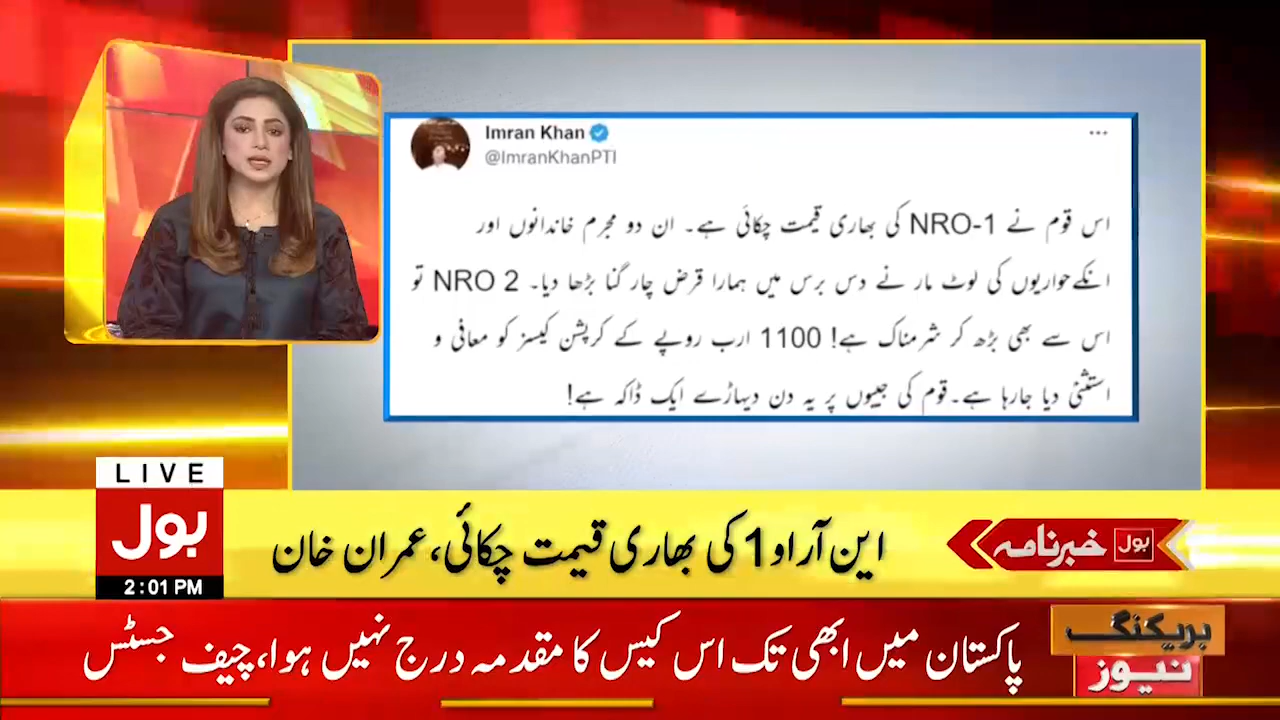 Imran Khan
@ImranKhanPTI
اس قوم نے NRO-1 کی بھاری قیمت چکائی ہے۔ ان دو مجرم خاندانوں اور
انکےحواریوں کی لوٹ مار نے دس برس میں ہمارا قرض چار گنا بڑھا دیا۔ NRO 2 تو
اس سے بھی بڑھ کر شرمناک ہے! 1100 ارب روپے کے کرپشن کیسز کو معافی و
استثنٰی دیا جارہا ہے۔قوم کی جیبوں پر یہ دن دیہاڑے ایک ڈاکہ ہے!
LIVE
بول
2:01 PM
این آر او 1 کی بھاری قیمت چکائی، عمران خان
بول خبرنامہ
بریکنگ
نیوز
پاکستان میں ابھی تک اس کیس کا مقدمہ درج نہیں ہوا، چیف جسٹس